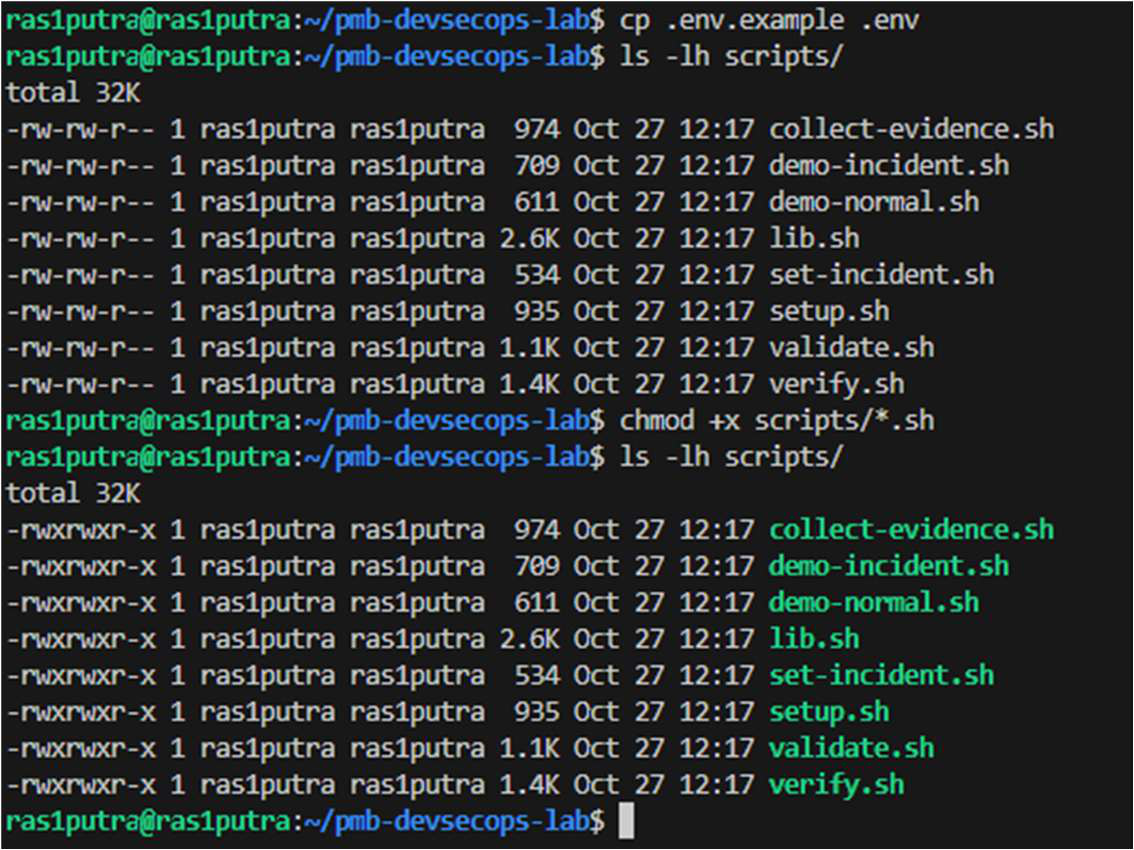 ras1putra@ras1putra:~/pmb-devsecops-lab$ cp .env.example .env
ras1putra@ras1putra:~/pmb-devsecops-lab$ ls -lh scripts/
total 32K
-rw-rw-r-- 1 ras1putra ras1putra  974 Oct 27 12:17 collect-evidence.sh
-rw-rw-r-- 1 ras1putra ras1putra  709 Oct 27 12:17 demo-incident.sh
-rw-rw-r-- 1 ras1putra ras1putra  611 Oct 27 12:17 demo-normal.sh
-rw-rw-r-- 1 ras1putra ras1putra 2.6K Oct 27 12:17 lib.sh
-rw-rw-r-- 1 ras1putra ras1putra  534 Oct 27 12:17 set-incident.sh
-rw-rw-r-- 1 ras1putra ras1putra  935 Oct 27 12:17 setup.sh
-rw-rw-r-- 1 ras1putra ras1putra 1.1K Oct 27 12:17 validate.sh
-rw-rw-r-- 1 ras1putra ras1putra 1.4K Oct 27 12:17 verify.sh
ras1putra@ras1putra:~/pmb-devsecops-lab$ chmod +x scripts/*.sh
ras1putra@ras1putra:~/pmb-devsecops-lab$ ls -lh scripts/
total 32K
-rwxrwxr-x 1 ras1putra ras1putra  974 Oct 27 12:17 collect-evidence.sh
-rwxrwxr-x 1 ras1putra ras1putra  709 Oct 27 12:17 demo-incident.sh
-rwxrwxr-x 1 ras1putra ras1putra  611 Oct 27 12:17 demo-normal.sh
-rwxrwxr-x 1 ras1putra ras1putra 2.6K Oct 27 12:17 lib.sh
-rwxrwxr-x 1 ras1putra ras1putra  534 Oct 27 12:17 set-incident.sh
-rwxrwxr-x 1 ras1putra ras1putra  935 Oct 27 12:17 setup.sh
-rwxrwxr-x 1 ras1putra ras1putra 1.1K Oct 27 12:17 validate.sh
-rwxrwxr-x 1 ras1putra ras1putra 1.4K Oct 27 12:17 verify.sh
ras1putra@ras1putra:~/pmb-devsecops-lab$